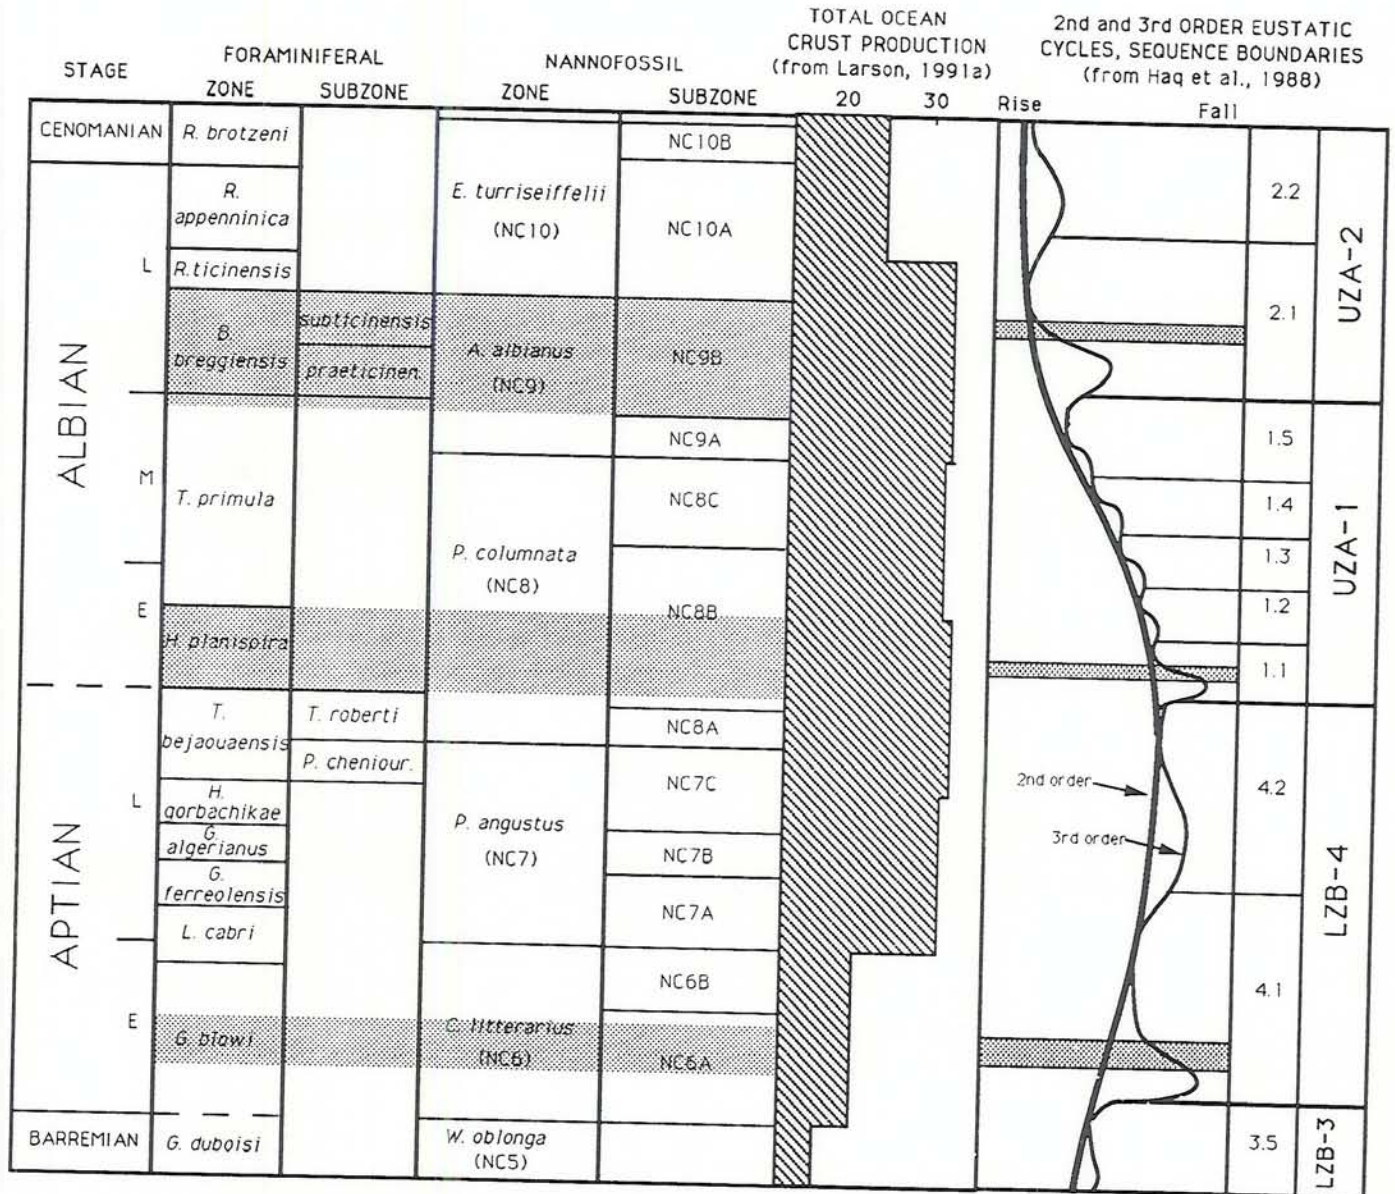 TOTAL OCEAN
CRUST PRODUCTION
(from Larson, 1991a)
2nd and 3rd ORDER EUSTATIC
CYCLES, SEQUENCE BOUNDARIES
(from Haq et al., 1988)
STAGE
FORAMINIFERAL
ZONE
SUBZONE
NANNOFOSSIL
ZONE
SUBZONE
20
30
Rise
Fall
CENOMANIAN
ALBIAN
L
M
E
APTIAN
L
E
BARREMIAN
R. brotzeni
R.
appenninica
R. ticinensis
B.
breggiensis
T. primula
H. planispira
T.
bejaouaensis
H.
gorbachikae
G.
algerianus
G.
ferreolensis
L. cabri
G. blowi
G. duboisi
subticinensis
praeticinen.
T. roberti
P. cheniour.
E. turriseiffelii
(NC10)
A. albianus
(NC9)
P. columnata
(NC8)
P. angustus
(NC7)
C. litterarius
(NC6)
W. oblonga
(NC5)
NC10B
NC10A
NC9B
NC9A
NC8C
NC8B
NC8A
NC7C
NC7B
NC7A
NC6B
NC6A
2nd order
3rd order
2.2
2.1
1.5
1.4
1.3
1.2
1.1
4.2
4.1
3.5
UZA-2
UZA-1
LZB-4
LZB-3